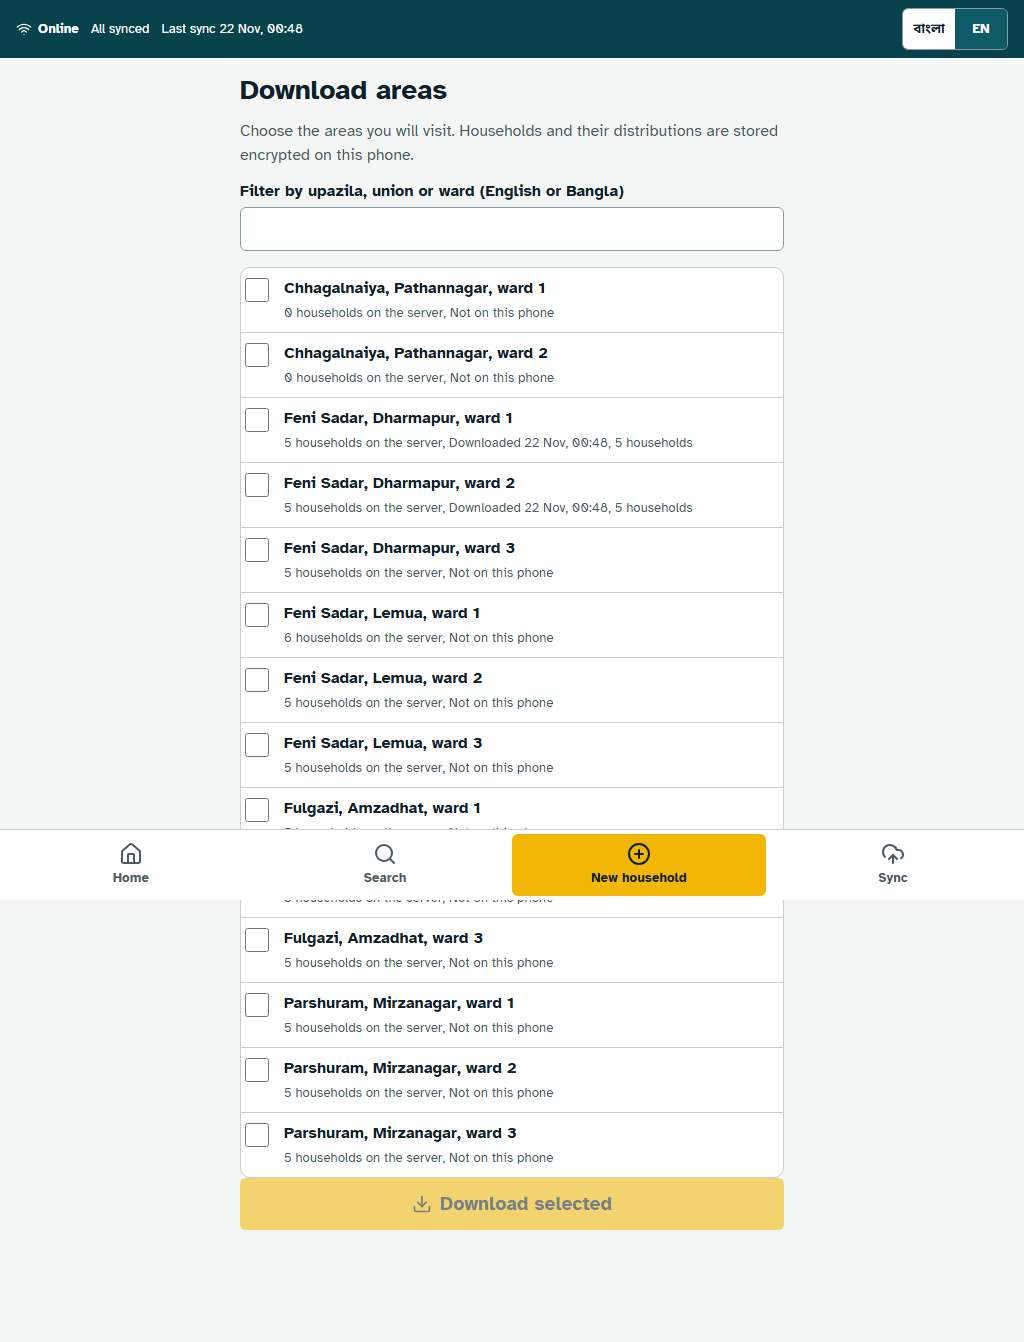 Online All synced Last sync 22 Nov, 00:48
বাংলা EN
Download areas
Choose the areas you will visit. Households and their distributions are stored
encrypted on this phone.
Filter by upazila, union or ward (English or Bangla)
Chhagalnaiya, Pathannagar, ward 1
0 households on the server, Not on this phone
Chhagalnaiya, Pathannagar, ward 2
0 households on the server, Not on this phone
Feni Sadar, Dharmapur, ward 1
5 households on the server, Downloaded 22 Nov, 00:48, 5 households
Feni Sadar, Dharmapur, ward 2
5 households on the server, Downloaded 22 Nov, 00:48, 5 households
Feni Sadar, Dharmapur, ward 3
5 households on the server, Not on this phone
Feni Sadar, Lemua, ward 1
6 households on the server, Not on this phone
Feni Sadar, Lemua, ward 2
5 households on the server, Not on this phone
Feni Sadar, Lemua, ward 3
5 households on the server, Not on this phone
Fulgazi, Amzadhat, ward 1
Home
Search
New household
Sync
Fulgazi, Amzadhat, ward 3
5 households on the server, Not on this phone
Parshuram, Mirzanagar, ward 1
5 households on the server, Not on this phone
Parshuram, Mirzanagar, ward 2
5 households on the server, Not on this phone
Parshuram, Mirzanagar, ward 3
5 households on the server, Not on this phone
Download selected